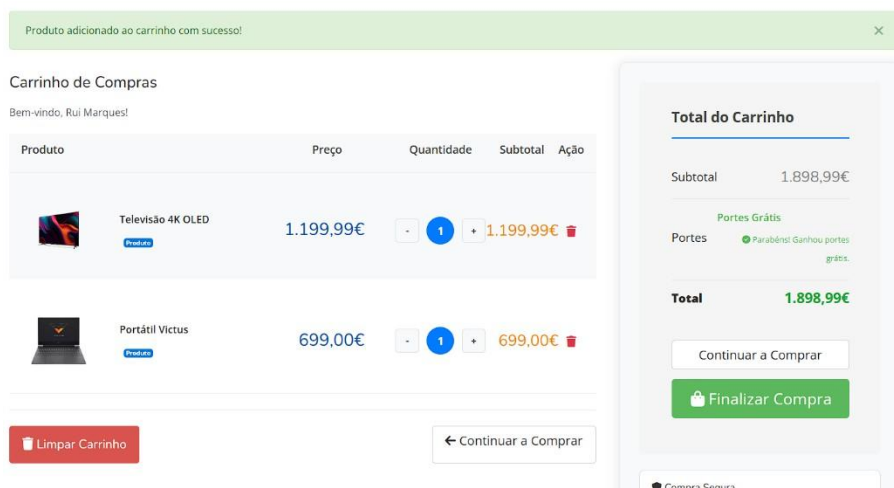 Produto adicionado ao carrinho com sucesso! ×
Carrinho de Compras
Bem-vindo, Rui Marques!
Produto Preço Quantidade Subtotal Ação
Televisão 4K OLED
Produto
1.199,99€ - 1 + 1.199,99€
Portátil Victus
Produto
699,00€ - 1 + 699,00€
Limpar Carrinho
Continuar a Comprar
Total do Carrinho
Subtotal 1.898,99€
Portes Grátis
Portes Parabéns! Ganhou portes
grátis.
Total 1.898,99€
Continuar a Comprar
Finalizar Compra
Compra Segura